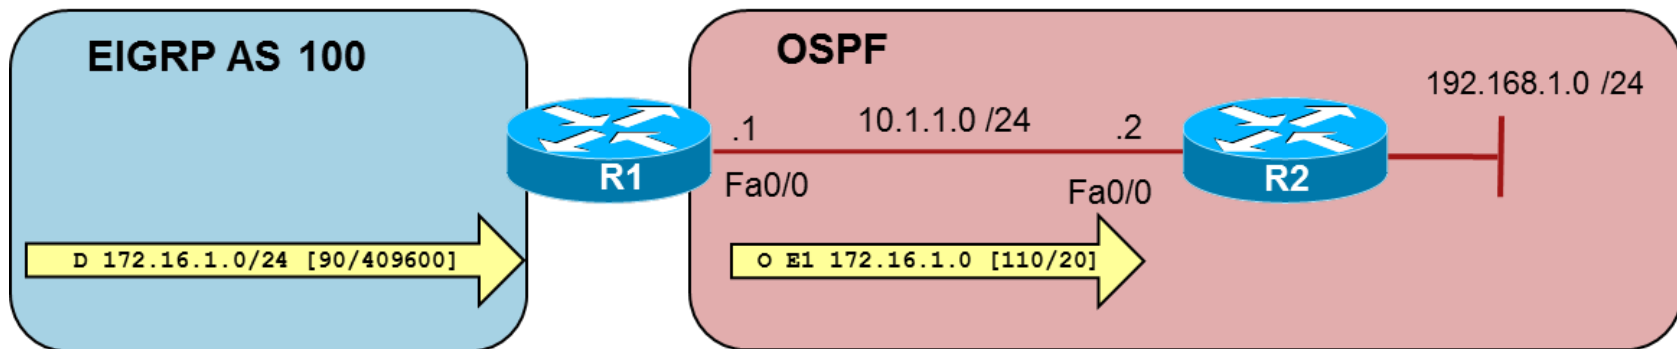 EIGRP AS 100
OSPF
192.168.1.0 /24
.1
10.1.1.0 /24
.2
R1
R2
Fa0/0
Fa0/0
D 172.16.1.0/24 [90/409600]
O E1 172.16.1.0 [110/20]